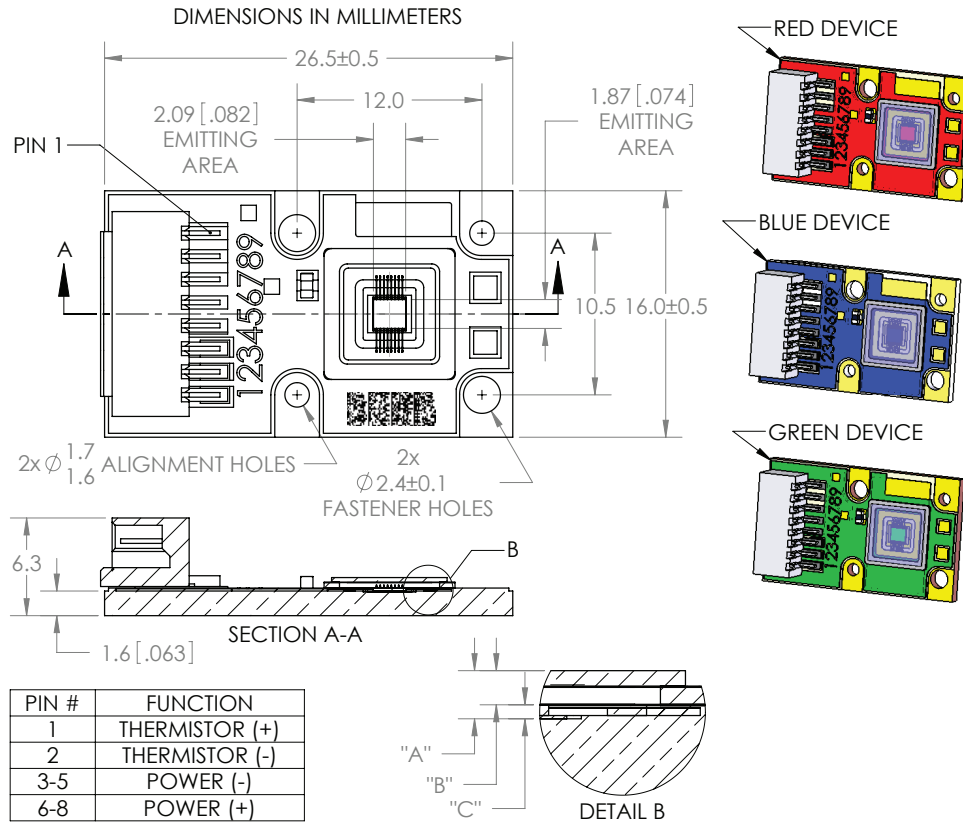 DIMENSIONS IN MILLIMETERS
26.5±0.5
12.0
2.09 [.082]
EMITTING
AREA
1.87 [.074]
EMITTING
AREA
PIN 1
A
A
123456789
10.5
16.0±0.5
2x ⌀ 1.7
1.6
ALIGNMENT HOLES
2x
⌀2.4±0.1
FASTENER HOLES
6.3
B
SECTION A-A
1.6 [.063]
PIN # FUNCTION
1 THERMISTOR (+)
2 THERMISTOR (-)
3-5 POWER (-)
6-8 POWER (+)
"A"
"B"
"C"
DETAIL B
RED DEVICE
123456789
BLUE DEVICE
123456789
GREEN DEVICE
123456789